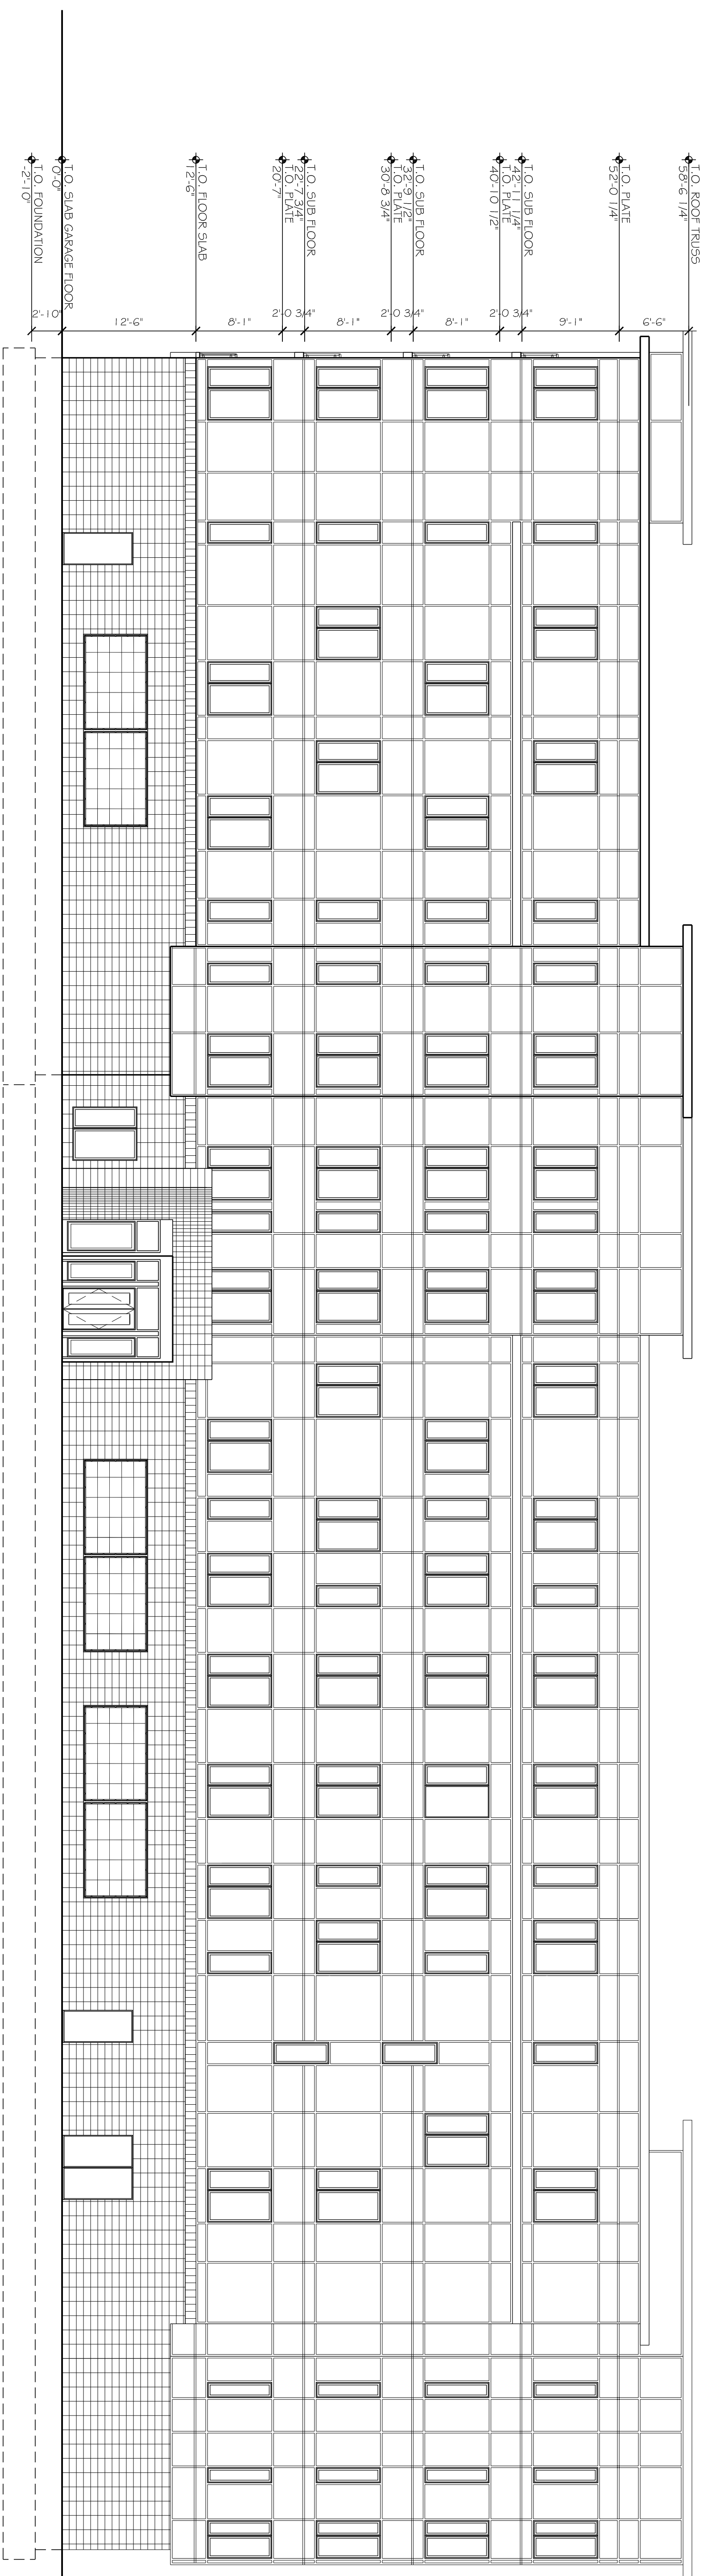 T.O. ROOF TRUSS
58'-6 1/4"
T.O. PLATE
52'-0 1/4"
T.O. SUB FLOOR
42'-11 1/4"
T.O. PLATE
40'-10 1/2"
T.O. SUB FLOOR
32'-9 1/2"
T.O. PLATE
30'-8 3/4"
T.O. SUB FLOOR
22'-7 3/4"
T.O. PLATE
20'-7"
T.O. FLOOR SLAB
12'-6"
T.O. SLAB GARAGE FLOOR
0'-0"
T.O. FOUNDATION
-2'-10"
2'-10"
12'-6"
8'-1"
2'-0 3/4"
8'-1"
2'-0 3/4"
8'-1"
2'-0 3/4"
9'-1"
6'-6"